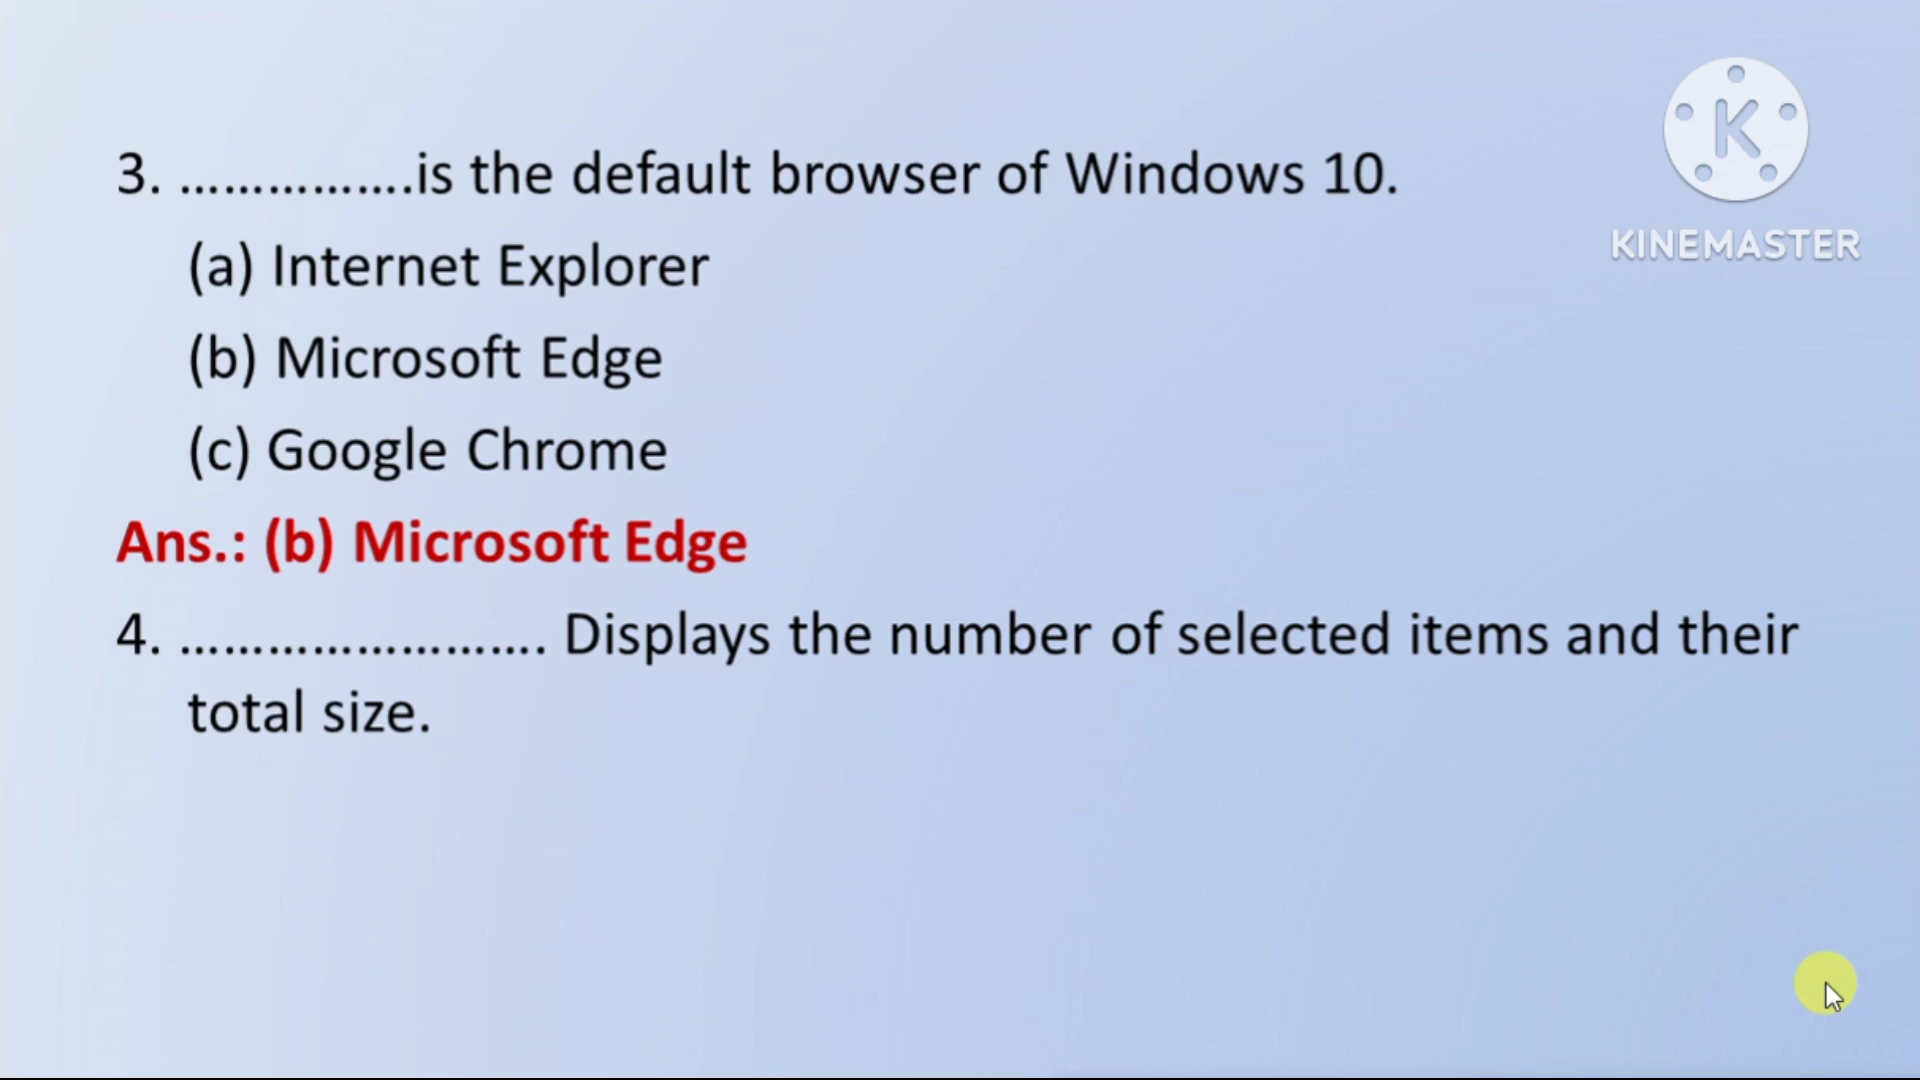 3. ................is the default browser of Windows 10.
(a) Internet Explorer
(b) Microsoft Edge
(c) Google Chrome
Ans.: (b) Microsoft Edge
4. ......................... Displays the number of selected items and their
total size.
K
KINEMASTER